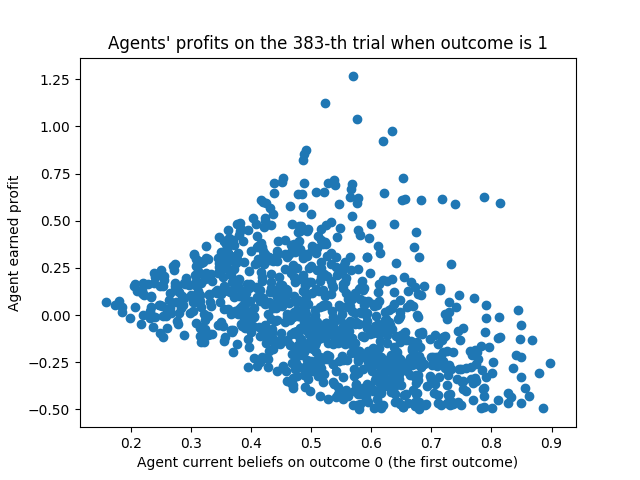 Agents' profits on the 383-th trial when outcome is 1
1.25
1.00
0.75
0.50
0.25
0.00
−0.25
−0.50
Agent earned profit
0.2 0.3 0.4 0.5 0.6 0.7 0.8 0.9
Agent current beliefs on outcome 0 (the first outcome)